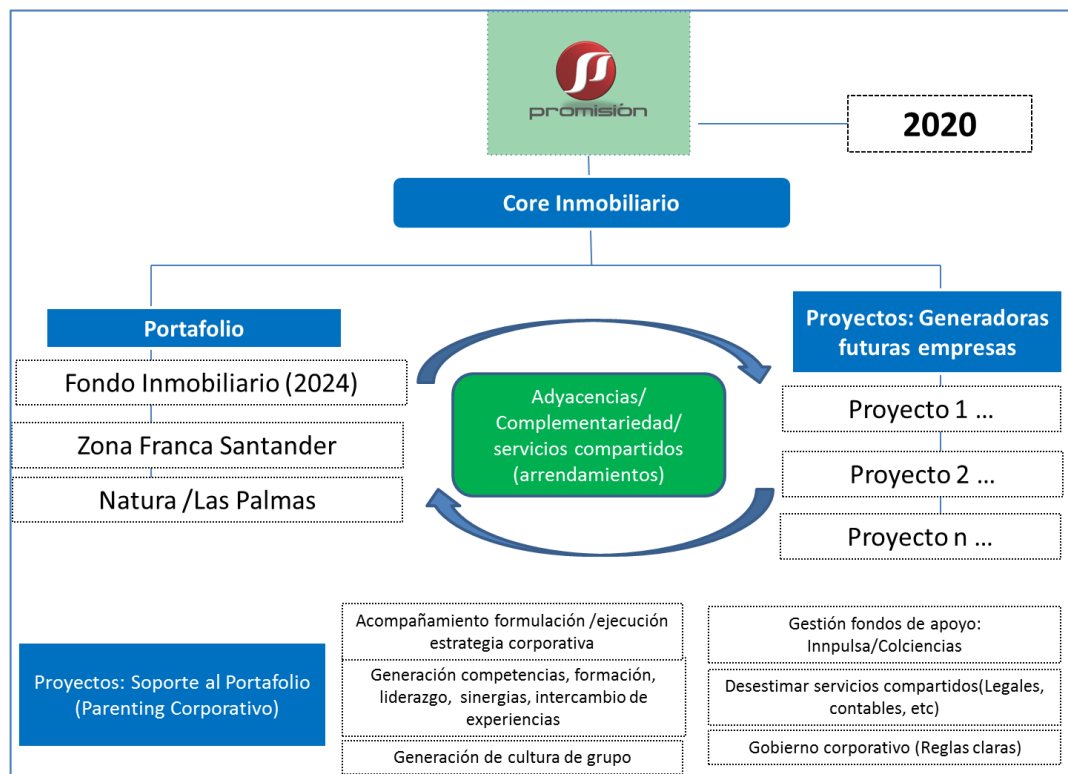 promisión
2020
Core Inmobiliario
Portafolio
Fondo Inmobiliario (2024)
Zona Franca Santander
Natura /Las Palmas
Adyacencias/
Complementariedad/
servicios compartidos
(arrendamientos)
Proyectos: Generadoras
futuras empresas
Proyecto 1 ...
Proyecto 2 ...
Proyecto n ...
Proyectos: Soporte al Portafolio
(Parenting Corporativo)
Acompañamiento formulación /ejecución
estrategia corporativa
Generación competencias, formación,
liderazgo,  sinergias, intercambio de
experiencias
Generación de cultura de grupo
Gestión fondos de apoyo:
Innpulsa/Colciencias
Desestimar servicios compartidos(Legales,
contables, etc)
Gobierno corporativo (Reglas claras)